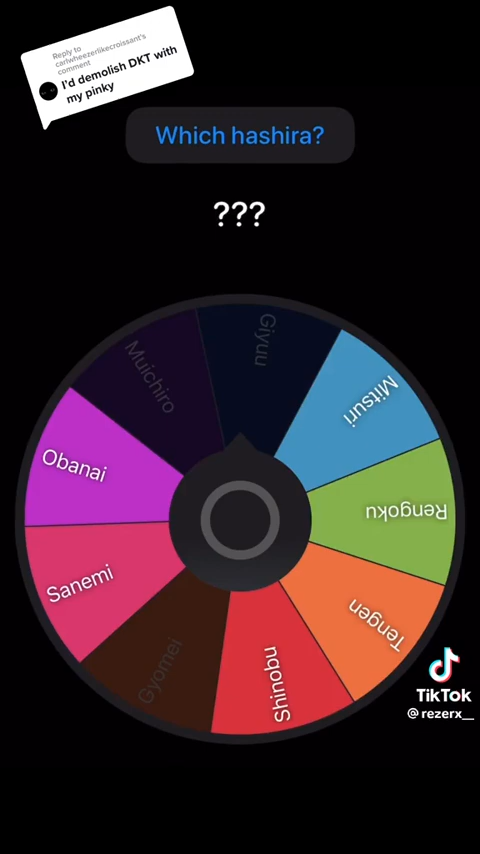 Reply to
carlwheezerlikecroissant's
comment
I'd demolish DKT with
my pinky
Which hashira?
???
Giyuu
Mitsuri
Rengoku
Tengen
Shinobu
Gyomei
Sanemi
Obanai
Muichiro
TikTok
@rezerx__